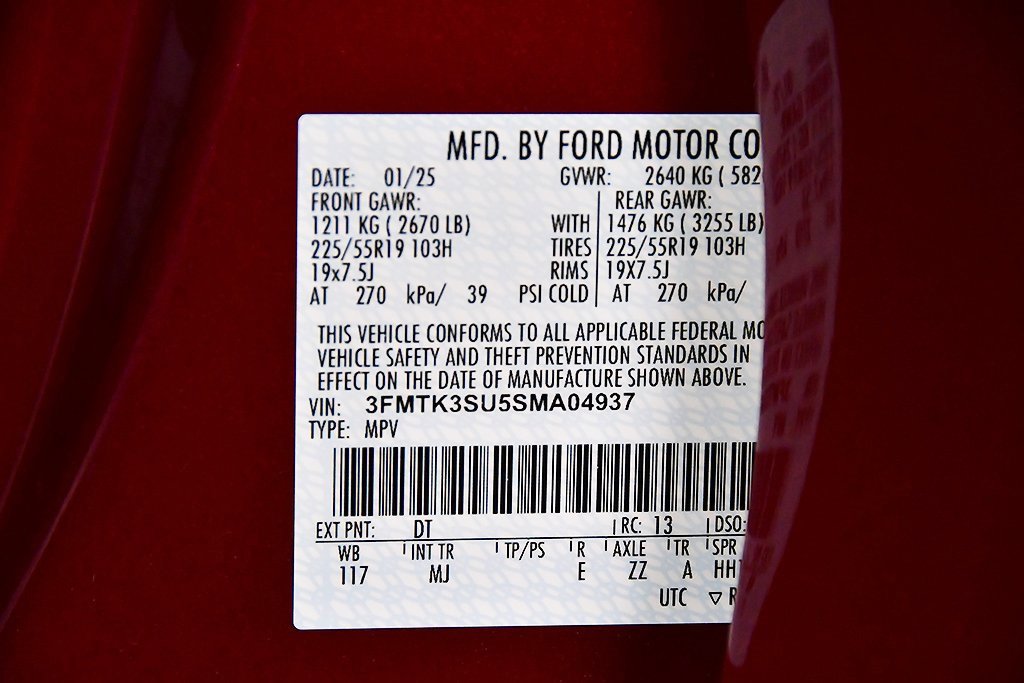 MFD. BY FORD MOTOR CO
DATE: 01/25 GVWR: 2640 KG ( 582
FRONT GAWR: REAR GAWR:
1211 KG ( 2670 LB) WITH 1476 KG ( 3255 LB)
225/55R19 103H TIRES 225/55R19 103H
19x7.5J RIMS 19X7.5J
AT 270 kPa/ 39 PSI COLD AT 270 kPa/
THIS VEHICLE CONFORMS TO ALL APPLICABLE FEDERAL MO
VEHICLE SAFETY AND THEFT PREVENTION STANDARDS IN
EFFECT ON THE DATE OF MANUFACTURE SHOWN ABOVE.
VIN: 3FMTK3SU5SMA04937
TYPE: MPV
EXT PNT: DT RC: 13 DSO:
WB INT TR TP/PS R AXLE TR SPR
117 MJ E ZZ A HH
UTC ▽ R